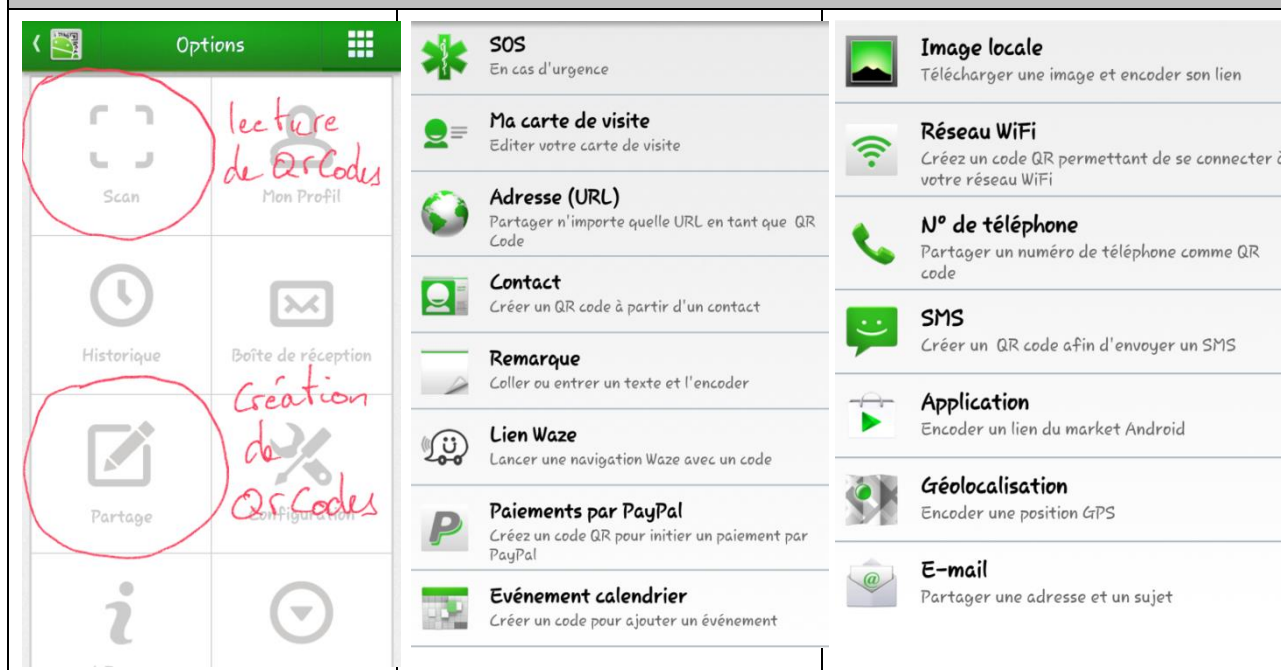 Options
lecture
de QrCodes
Scan
Mon Profil
Historique
Boîte de réception
Création
de
QrCodes
Partage
Configuration
SOS
En cas d'urgence
Ma carte de visite
Editer votre carte de visite
Adresse (URL)
Partager n'importe quelle URL en tant que QR
Code
Contact
Créer un QR code à partir d'un contact
Remarque
Coller ou entrer un texte et l'encoder
Lien Waze
Lancer une navigation Waze avec un code
Paiements par PayPal
Créez un code QR pour initier un paiement par
PayPal
Evénement calendrier
Créer un code pour ajouter un événement
Image locale
Télécharger une image et encoder son lien
Réseau WiFi
Créez un code QR permettant de se connecter à
votre réseau WiFi
N° de téléphone
Partager un numéro de téléphone comme QR
code
SMS
Créer un QR code afin d'envoyer un SMS
Application
Encoder un lien du market Android
Géolocalisation
Encoder une position GPS
E-mail
Partager une adresse et un sujet